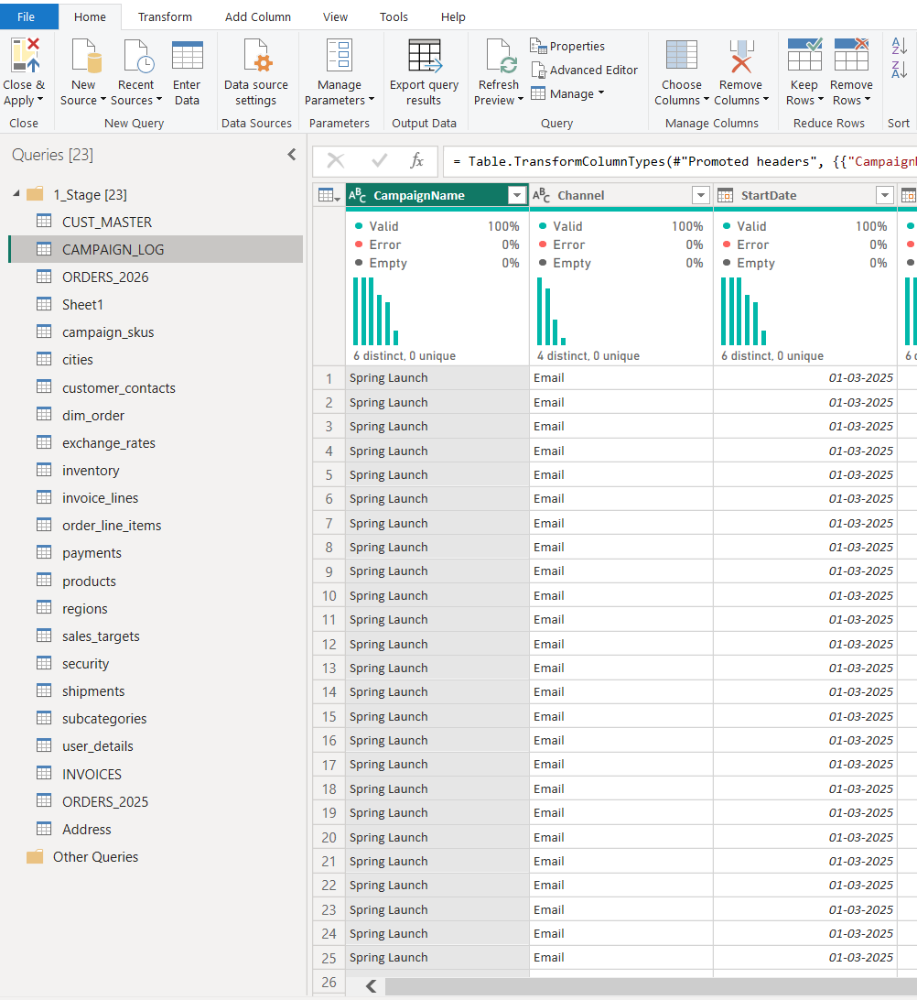 File Home Transform Add Column View Tools Help
Close & Apply
New Source
Recent Sources
Enter Data
Data source settings
Manage Parameters
Export query results
Refresh Preview
Properties
Advanced Editor
Manage
Choose Columns
Remove Columns
Keep Rows
Remove Rows
Close New Query Data Sources Parameters Output Data Query Manage Columns Reduce Rows Sort
Queries [23]
1_Stage [23]
CUST_MASTER
CAMPAIGN_LOG
ORDERS_2026
Sheet1
campaign_skus
cities
customer_contacts
dim_order
exchange_rates
inventory
invoice_lines
order_line_items
payments
products
regions
sales_targets
security
shipments
subcategories
user_details
INVOICES
ORDERS_2025
Address
Other Queries
fx = Table.TransformColumnTypes(#"Promoted headers", {{"Campaign
ABC CampaignName ABC Channel StartDate
Valid 100% Valid 100% Valid 100%
Error 0% Error 0% Error 0%
Empty 0% Empty 0% Empty 0%
6 distinct, 0 unique 4 distinct, 0 unique 6 distinct, 0 unique 6
1 Spring Launch Email 01-03-2025
2 Spring Launch Email 01-03-2025
3 Spring Launch Email 01-03-2025
4 Spring Launch Email 01-03-2025
5 Spring Launch Email 01-03-2025
6 Spring Launch Email 01-03-2025
7 Spring Launch Email 01-03-2025
8 Spring Launch Email 01-03-2025
9 Spring Launch Email 01-03-2025
10 Spring Launch Email 01-03-2025
11 Spring Launch Email 01-03-2025
12 Spring Launch Email 01-03-2025
13 Spring Launch Email 01-03-2025
14 Spring Launch Email 01-03-2025
15 Spring Launch Email 01-03-2025
16 Spring Launch Email 01-03-2025
17 Spring Launch Email 01-03-2025
18 Spring Launch Email 01-03-2025
19 Spring Launch Email 01-03-2025
20 Spring Launch Email 01-03-2025
21 Spring Launch Email 01-03-2025
22 Spring Launch Email 01-03-2025
23 Spring Launch Email 01-03-2025
24 Spring Launch Email 01-03-2025
25 Spring Launch Email 01-03-2025
26